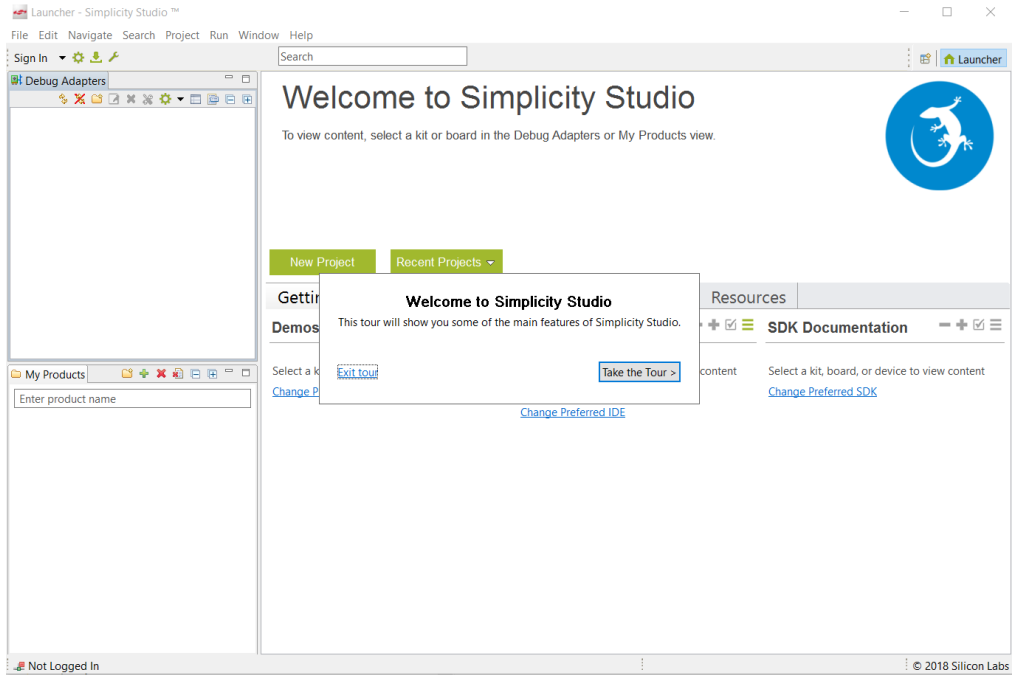 Launcher - Simplicity Studio ™
File Edit Navigate Search Project Run Window Help
Sign In
Search
Launcher
Debug Adapters
Welcome to Simplicity Studio
To view content, select a kit or board in the Debug Adapters or My Products view.
New Project
Recent Projects
Gettin
Resources
Welcome to Simplicity Studio
This tour will show you some of the main features of Simplicity Studio.
Exit tour
Take the Tour >
Demos
SDK Documentation
My Products
Enter product name
Select a k
content
Select a kit, board, or device to view content
Change P
Change Preferred SDK
Change Preferred IDE
Not Logged In
© 2018 Silicon Labs